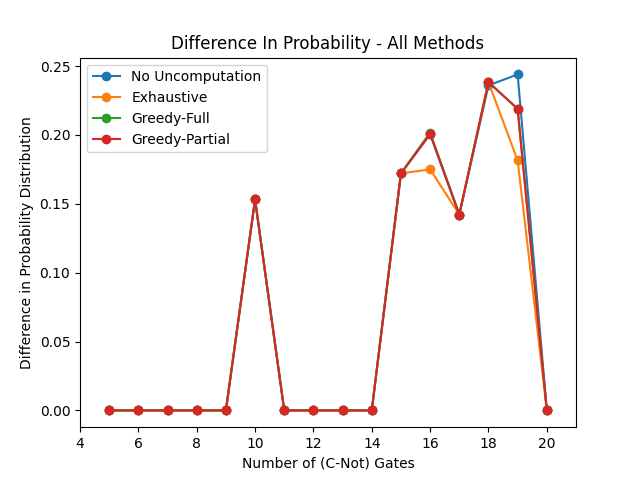 Difference In Probability - All Methods
No Uncomputation
Exhaustive
Greedy-Full
Greedy-Partial
Difference in Probability Distribution
0.25
0.20
0.15
0.10
0.05
0.00
4 6 8 10 12 14 16 18 20
Number of (C-Not) Gates